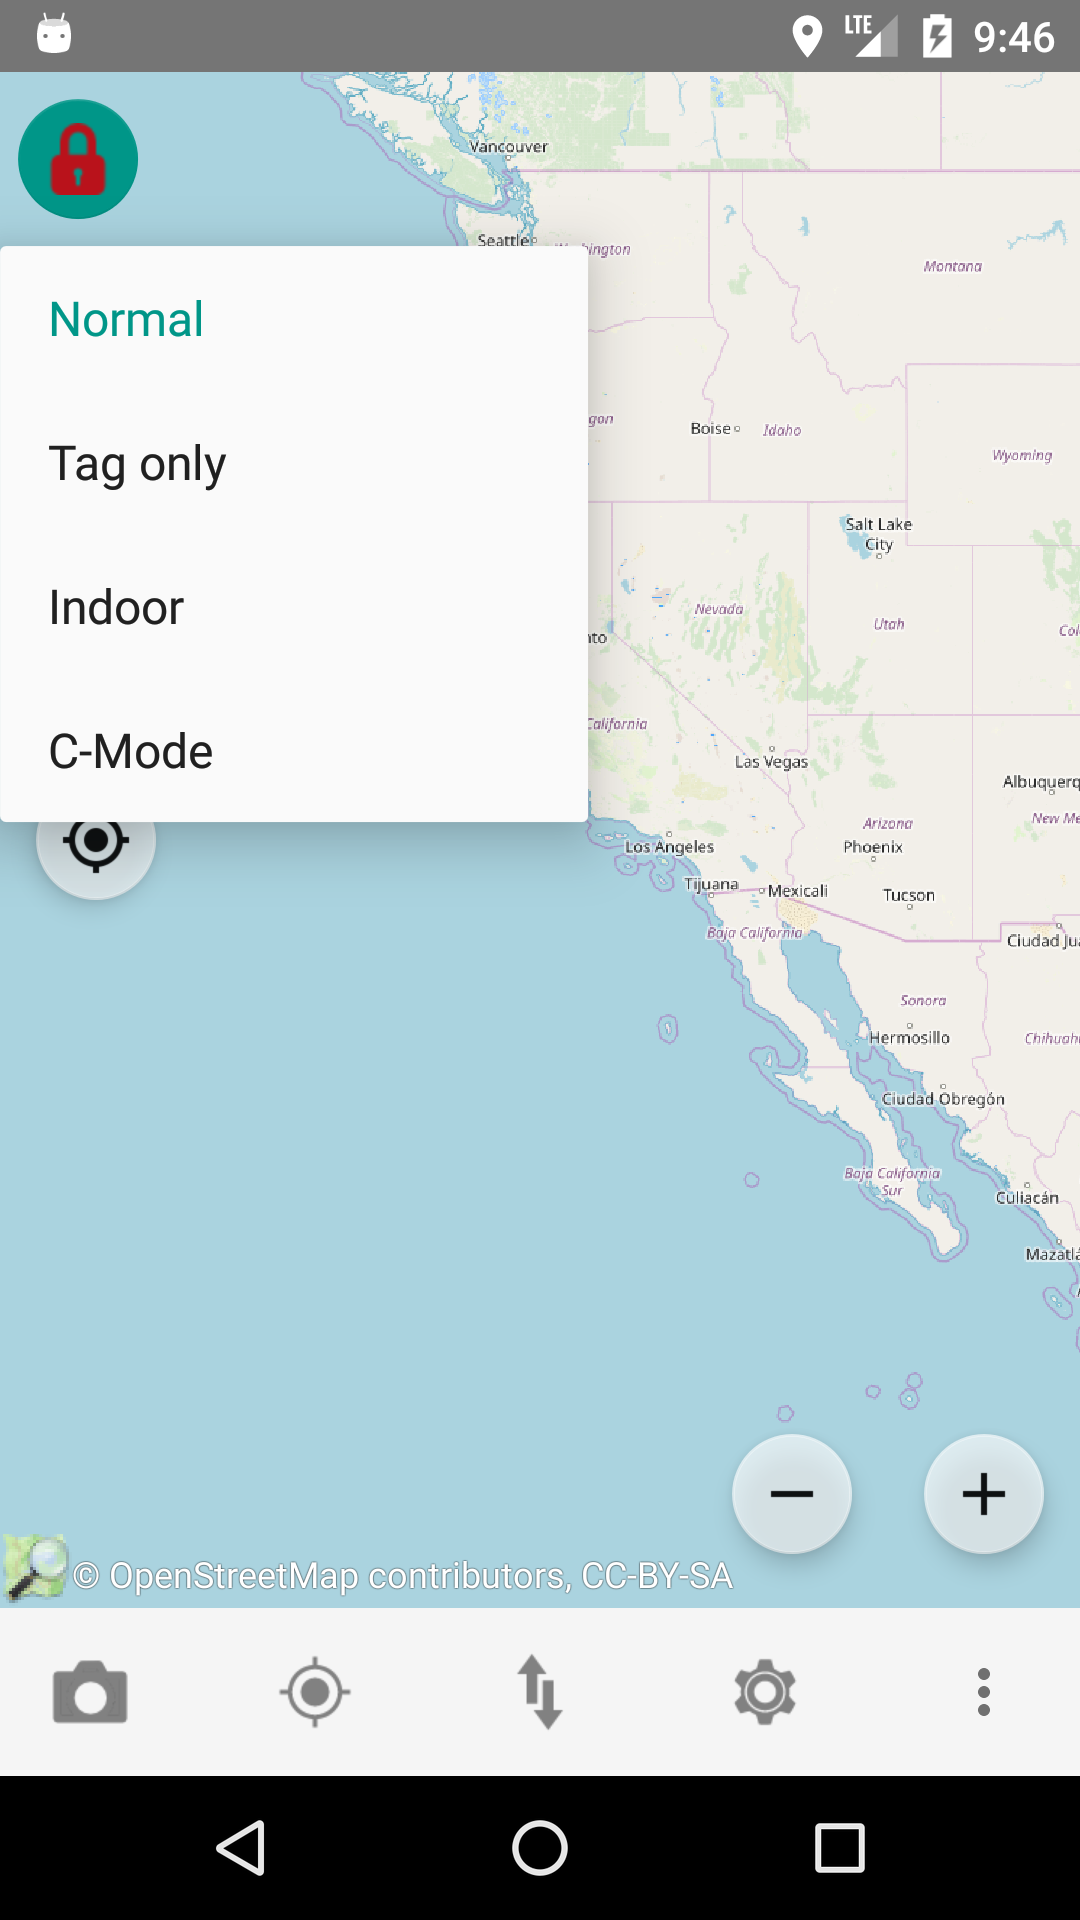 LTE 9:46
Vancouver
Seattle
Montana
Normal
Boise
Idaho
Wyoming
Tag only
Salt Lake
City
Indoor
Nevada
Utah
California
C-Mode
Las Vegas
Albuquerq
Arizona
New Me
Los Angeles
Phoenix
Tijuana
Mexicali
Tucson
Baja California
Ciudad Jua
Sonora
Hermosillo
Chihuah
Ciudad Obregón
Baja California
Sur
Culiacán
Mazatlá
© OpenStreetMap contributors, CC-BY-SA